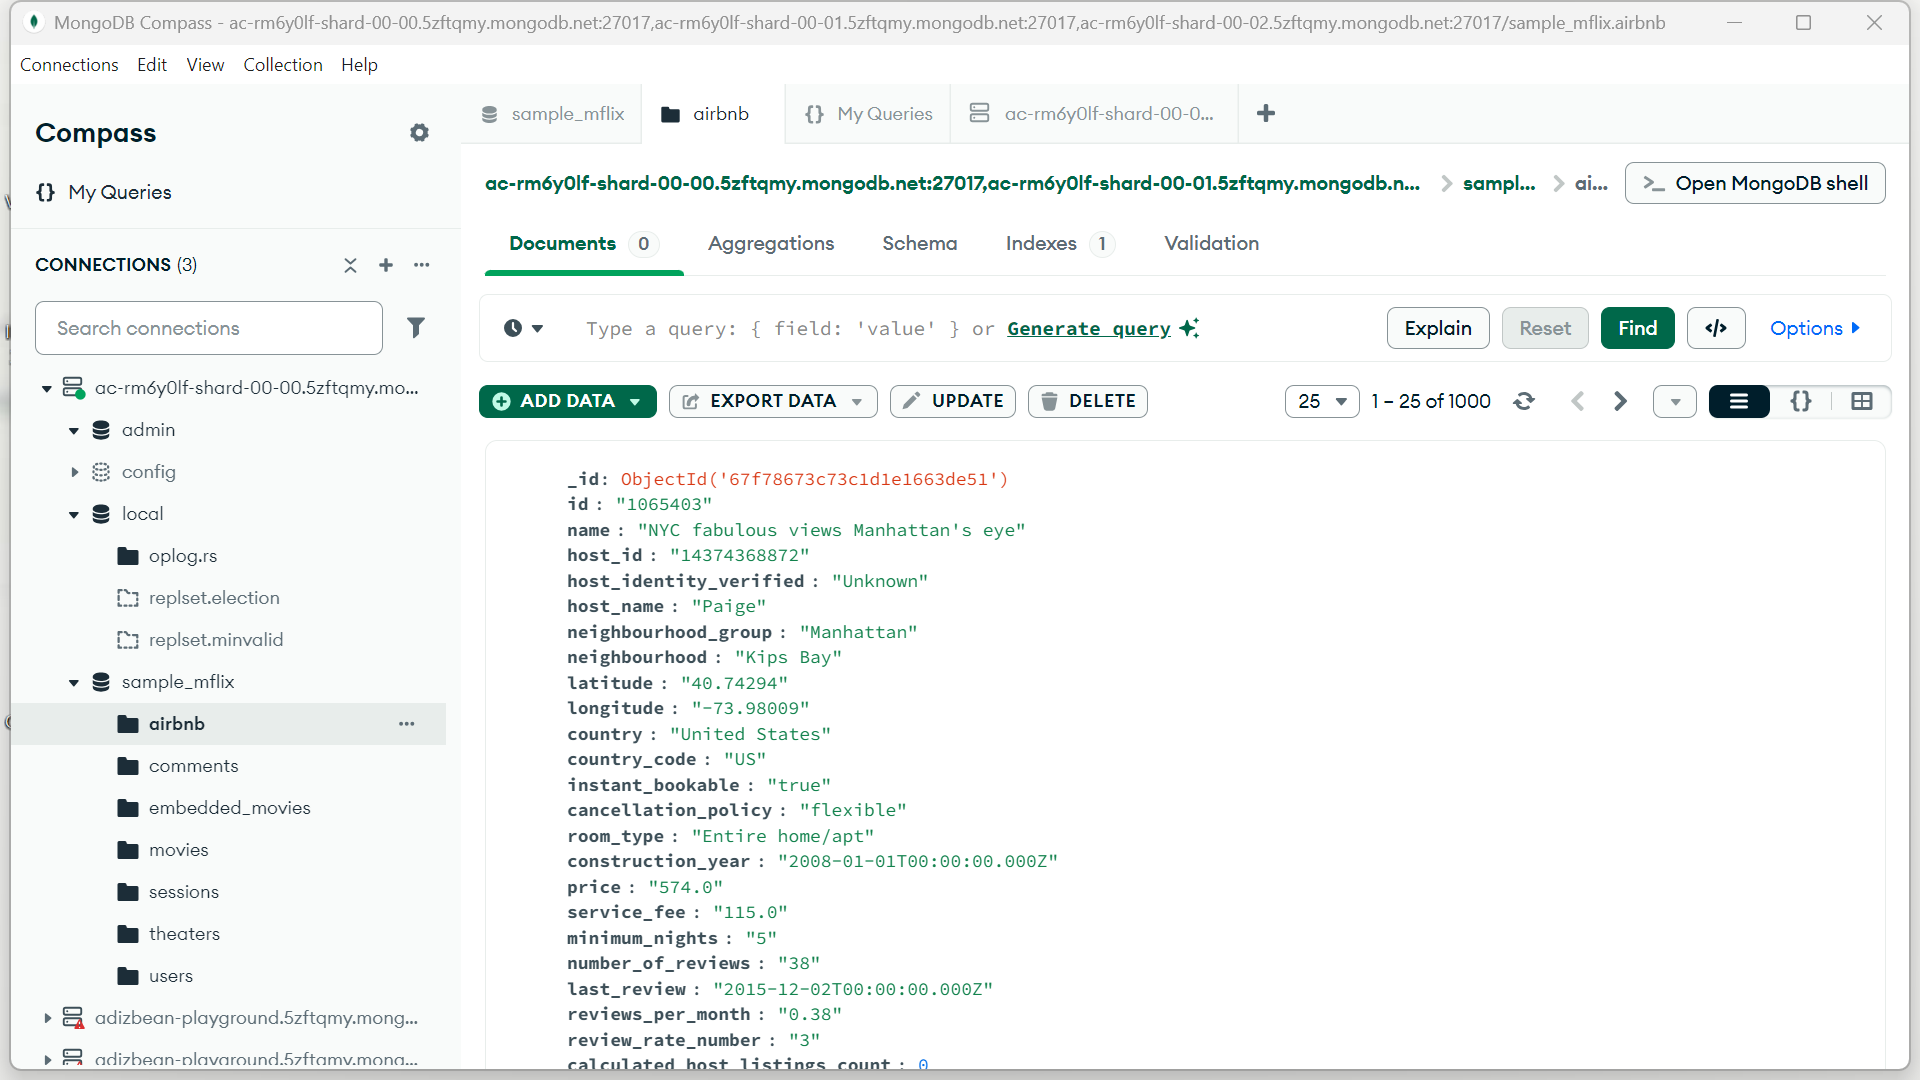 MongoDB Compass - ac-rm6y0lf-shard-00-00.5zftqmy.mongodb.net:27017,ac-rm6y0lf-shard-00-01.5zftqmy.mongodb.net:27017,ac-rm6y0lf-shard-00-02.5zftqmy.mongodb.net:27017/sample_mflix.airbnb
Connections Edit View Collection Help
Compass
{} My Queries
CONNECTIONS (3)
Search connections
ac-rm6y0lf-shard-00-00.5zftqmy.mo...
admin
config
local
oplog.rs
replset.election
replset.minvalid
sample_mflix
airbnb
comments
embedded_movies
movies
sessions
theaters
users
adizbean-playground.5zftqmy.mong...
adizbean-playground.5zftqmy.mong...
sample_mflix airbnb {} My Queries ac-rm6y0lf-shard-00-0...
ac-rm6y0lf-shard-00-00.5zftqmy.mongodb.net:27017,ac-rm6y0lf-shard-00-01.5zftqmy.mongodb.n... > sampl... > ai... >_ Open MongoDB shell
Documents 0 Aggregations Schema Indexes 1 Validation
Type a query: { field: 'value' } or Generate query Explain Reset Find </> Options
ADD DATA EXPORT DATA UPDATE DELETE 25 1 – 25 of 1000 {}
_id: ObjectId('67f78673c73c1d1e1663de51')
id : "1065403"
name : "NYC fabulous views Manhattan's eye"
host_id : "14374368872"
host_identity_verified : "Unknown"
host_name : "Paige"
neighbourhood_group : "Manhattan"
neighbourhood : "Kips Bay"
latitude : "40.74294"
longitude : "-73.98009"
country : "United States"
country_code : "US"
instant_bookable : "true"
cancellation_policy : "flexible"
room_type : "Entire home/apt"
construction_year : "2008-01-01T00:00:00.000Z"
price : "574.0"
service_fee : "115.0"
minimum_nights : "5"
number_of_reviews : "38"
last_review : "2015-12-02T00:00:00.000Z"
reviews_per_month : "0.38"
review_rate_number : "3"
calculated_host_listings_count : 0